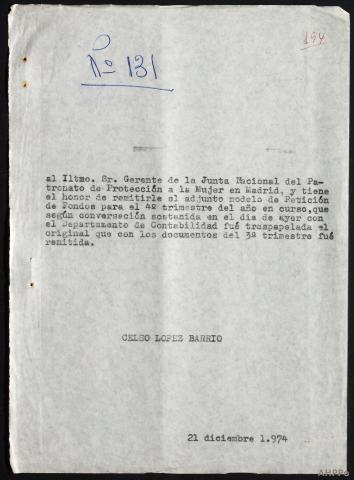 Nº 131
194
al Iltmo. Sr. Gerente de la Junta Nacional del Pa-
tronato de Protección a la Mujer en Madrid, y tiene
el honor de remitirle el adjunto modelo de Petición
de Fondos para el 4º trimestre del año en curso,que
según conversación sostenida en el dia de ayer con
el Departamento de Contabilidad fué traspapelada el
original que con los documentos del 3º trimestre fué
remitida.
CELSO LOPEZ BARRIO
21 diciembre 1.974